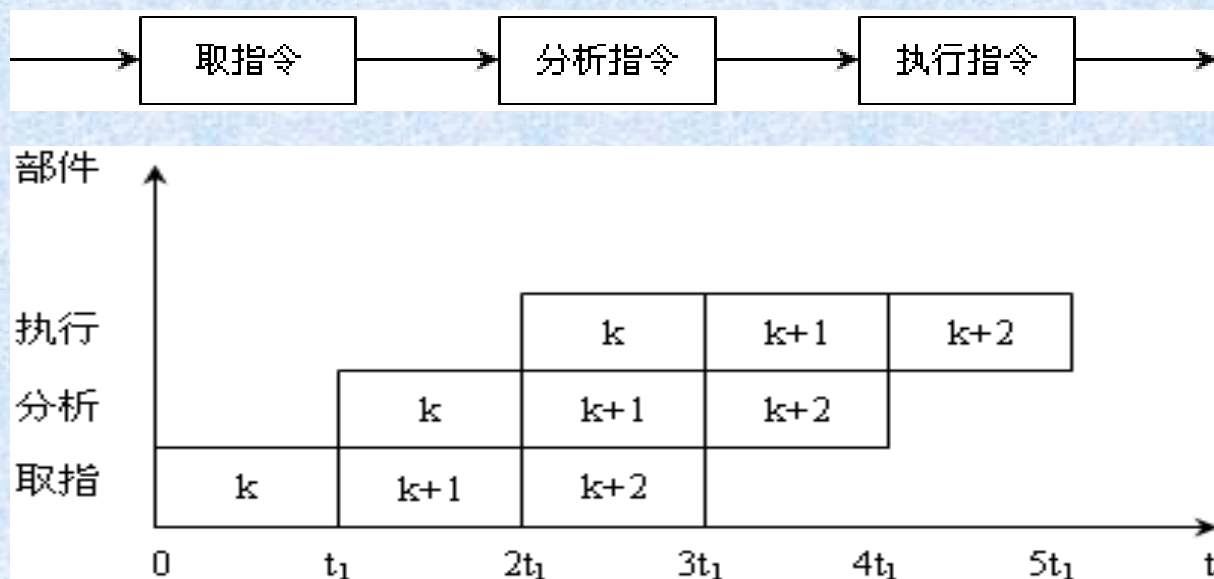 取指令 分析指令 执行指令
部件
执行 k k+1 k+2
分析 k k+1 k+2
取指 k k+1 k+2
0 t₁ 2t₁ 3t₁ 4t₁ 5t₁ t